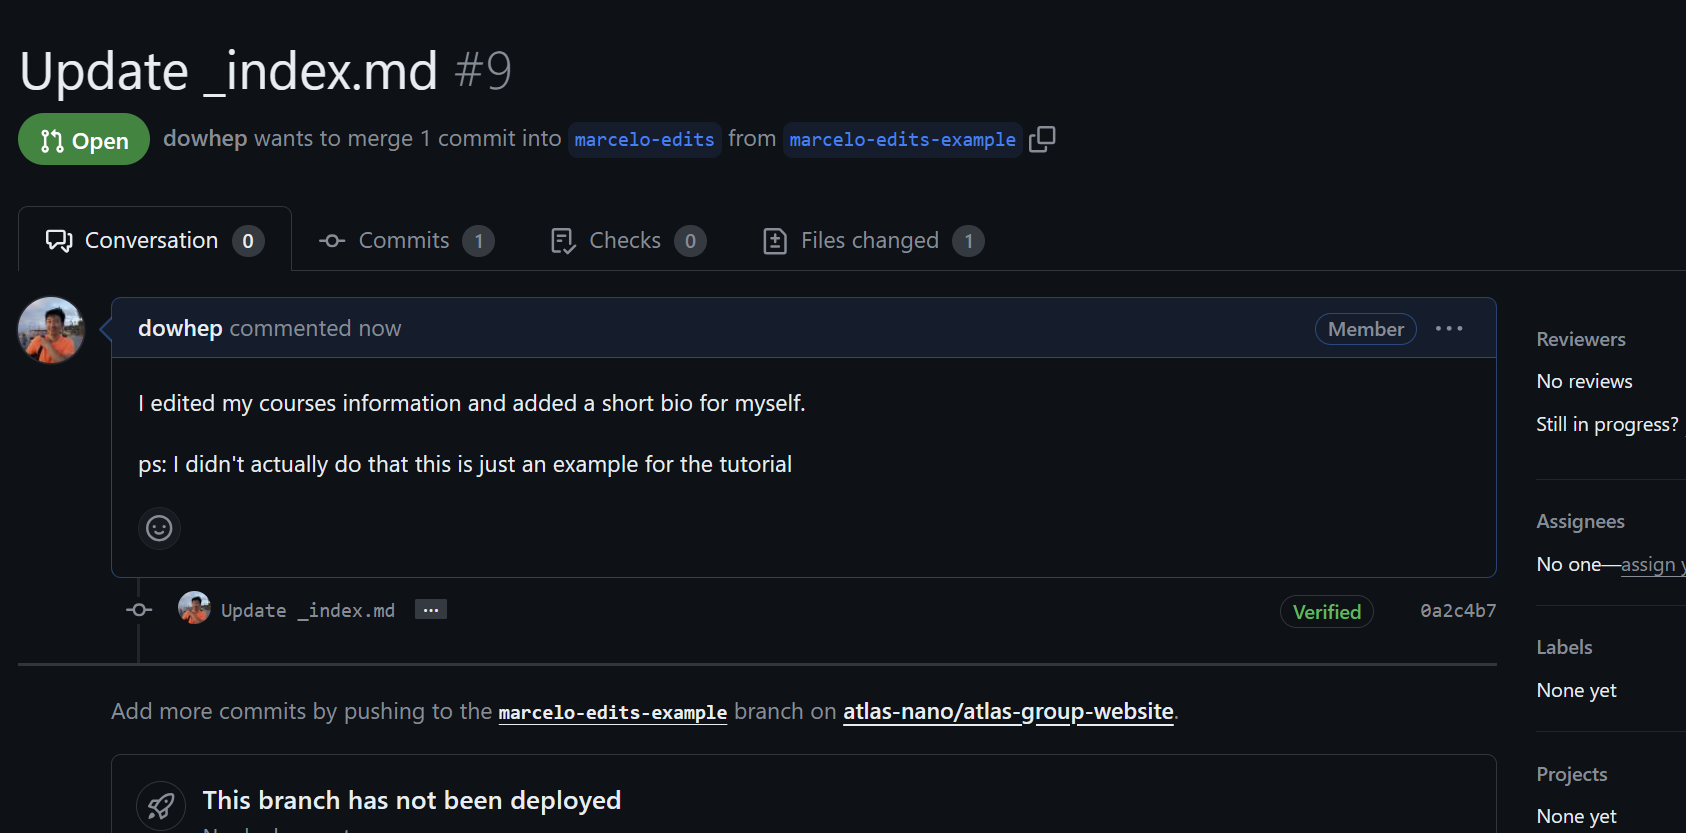 Update _index.md #9
Open
dowhep wants to merge 1 commit into marcelo-edits from marcelo-edits-example
Conversation 0
Commits 1
Checks 0
Files changed 1
dowhep commented now
Member
I edited my courses information and added a short bio for myself.
ps: I didn't actually do that this is just an example for the tutorial
Update _index.md
Verified
0a2c4b7
Add more commits by pushing to the marcelo-edits-example branch on atlas-nano/atlas-group-website.
This branch has not been deployed
Reviewers
No reviews
Still in progress?
Assignees
No one—assign
Labels
None yet
Projects
None yet